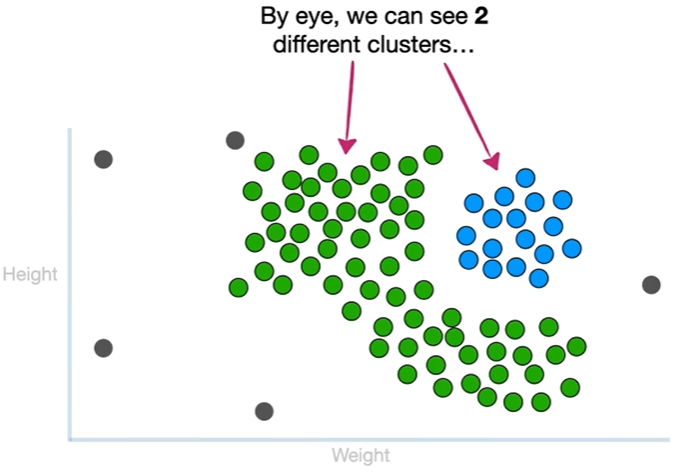 By eye, we can see 2
different clusters…
Height
Weight